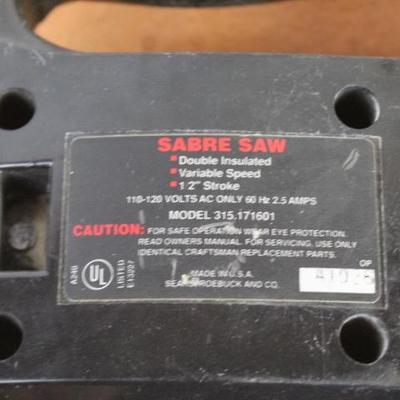 SABRE SAW
▪ Double Insulated
▪ Variable Speed
▪ 1 2" Stroke
110-120 VOLTS AC ONLY 60 Hz 2.5 AMPS
MODEL 315.171601
CAUTION: FOR SAFE OPERATION WEAR EYE PROTECTION.
READ OWNERS MANUAL. FOR SERVICING, USE ONLY
IDENTICAL CRAFTSMAN REPLACEMENT PARTS.
A246
UL
LISTED
E13227
MADE IN U.S.A.
SEARS, ROEBUCK AND CO.
OP